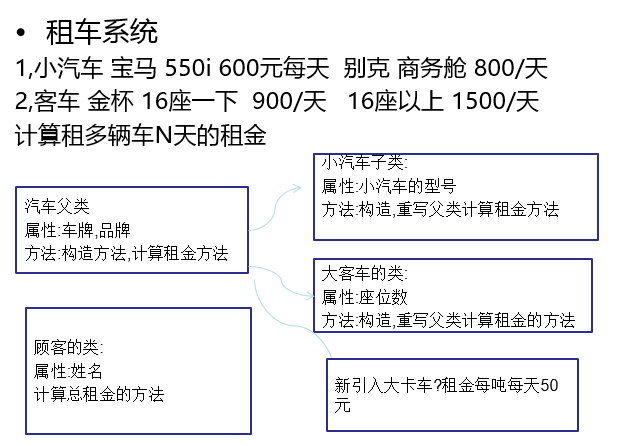 • 租车系统
1,小汽车 宝马 550i 600元每天 别克 商务舱 800/天
2,客车 金杯 16座一下 900/天 16座以上 1500/天
计算租多辆车N天的租金
汽车父类
属性:车牌,品牌
方法:构造方法,计算租金方法
小汽车子类:
属性:小汽车的型号
方法:构造,重写父类计算租金方法
大客车的类:
属性:座位数
方法:构造,重写父类计算租金的方法
顾客的类:
属性:姓名
计算总租金的方法
新引入大卡车?租金每吨每天50
元